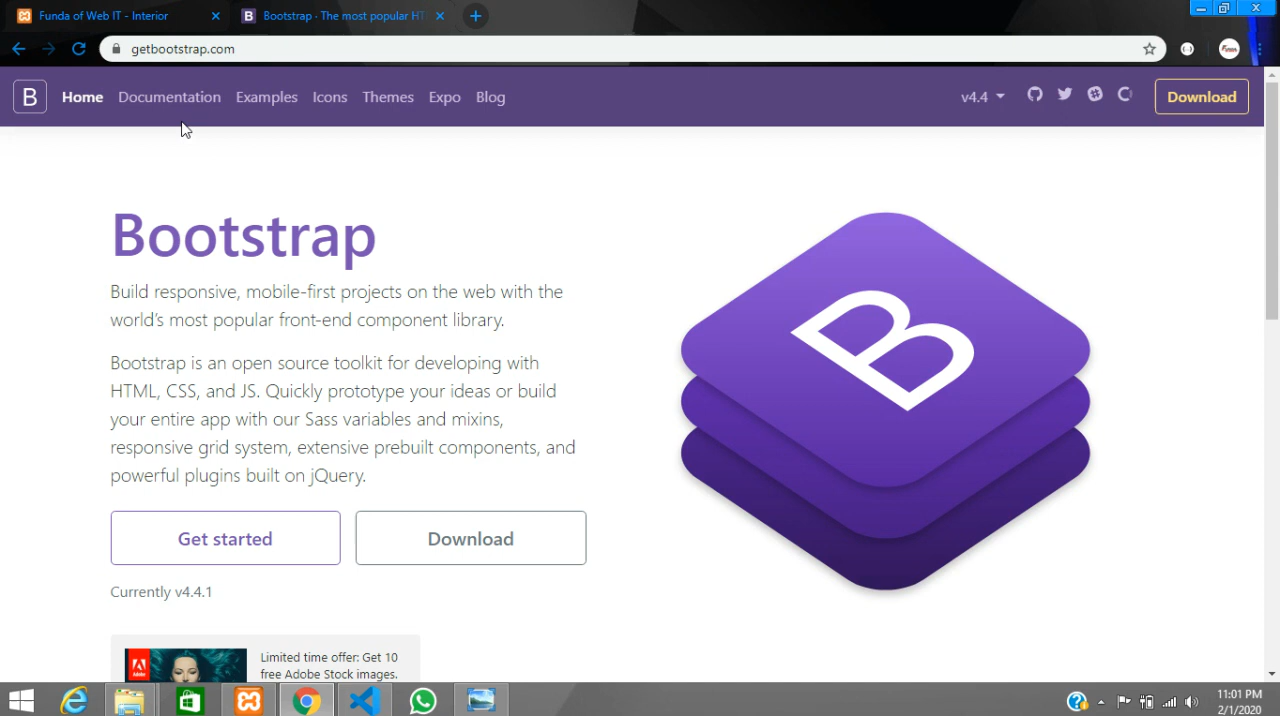 Funda of Web IT - Interior
Bootstrap · The most popular HT
getbootstrap.com
B
Home
Documentation
Examples
Icons
Themes
Expo
Blog
v4.4
Download
Bootstrap
Build responsive, mobile-first projects on the web with the
world's most popular front-end component library.
Bootstrap is an open source toolkit for developing with
HTML, CSS, and JS. Quickly prototype your ideas or build
your entire app with our Sass variables and mixins,
responsive grid system, extensive prebuilt components, and
powerful plugins built on jQuery.
B
Get started
Download
Currently v4.4.1
Limited time offer: Get 10
free Adobe Stock images.
11:01 PM
2/1/2020